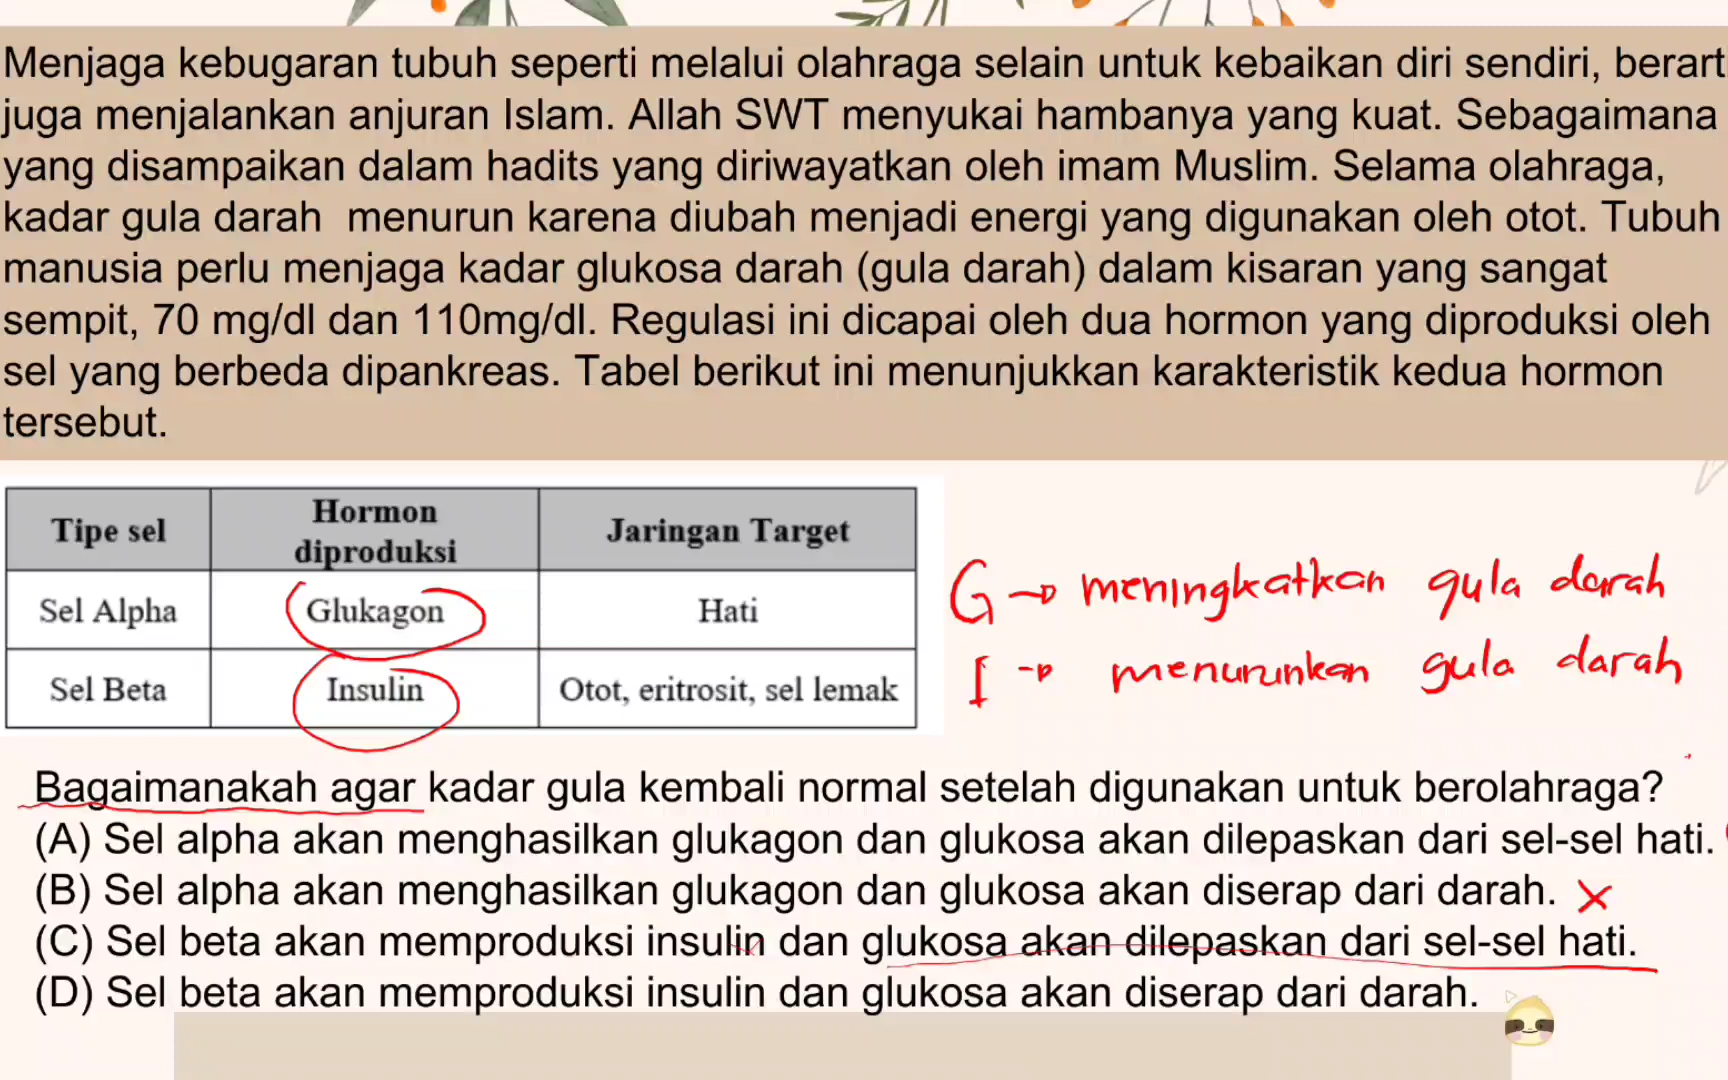 Menjaga kebugaran tubuh seperti melalui olahraga selain untuk kebaikan diri sendiri, berart
juga menjalankan anjuran Islam. Allah SWT menyukai hambanya yang kuat. Sebagaimana
yang disampaikan dalam hadits yang diriwayatkan oleh imam Muslim. Selama olahraga,
kadar gula darah menurun karena diubah menjadi energi yang digunakan oleh otot. Tubuh
manusia perlu menjaga kadar glukosa darah (gula darah) dalam kisaran yang sangat
sempit, 70 mg/dl dan 110mg/dl. Regulasi ini dicapai oleh dua hormon yang diproduksi oleh
sel yang berbeda dipankreas. Tabel berikut ini menunjukkan karakteristik kedua hormon
tersebut.
Tipe sel Hormon diproduksi Jaringan Target
Sel Alpha Glukagon Hati
Sel Beta Insulin Otot, eritrosit, sel lemak
G → meningkatkan gula darah
I → menurunkan gula darah
Bagaimanakah agar kadar gula kembali normal setelah digunakan untuk berolahraga?
(A) Sel alpha akan menghasilkan glukagon dan glukosa akan dilepaskan dari sel-sel hati.
(B) Sel alpha akan menghasilkan glukagon dan glukosa akan diserap dari darah. X
(C) Sel beta akan memproduksi insulin dan glukosa akan dilepaskan dari sel-sel hati.
(D) Sel beta akan memproduksi insulin dan glukosa akan diserap dari darah.